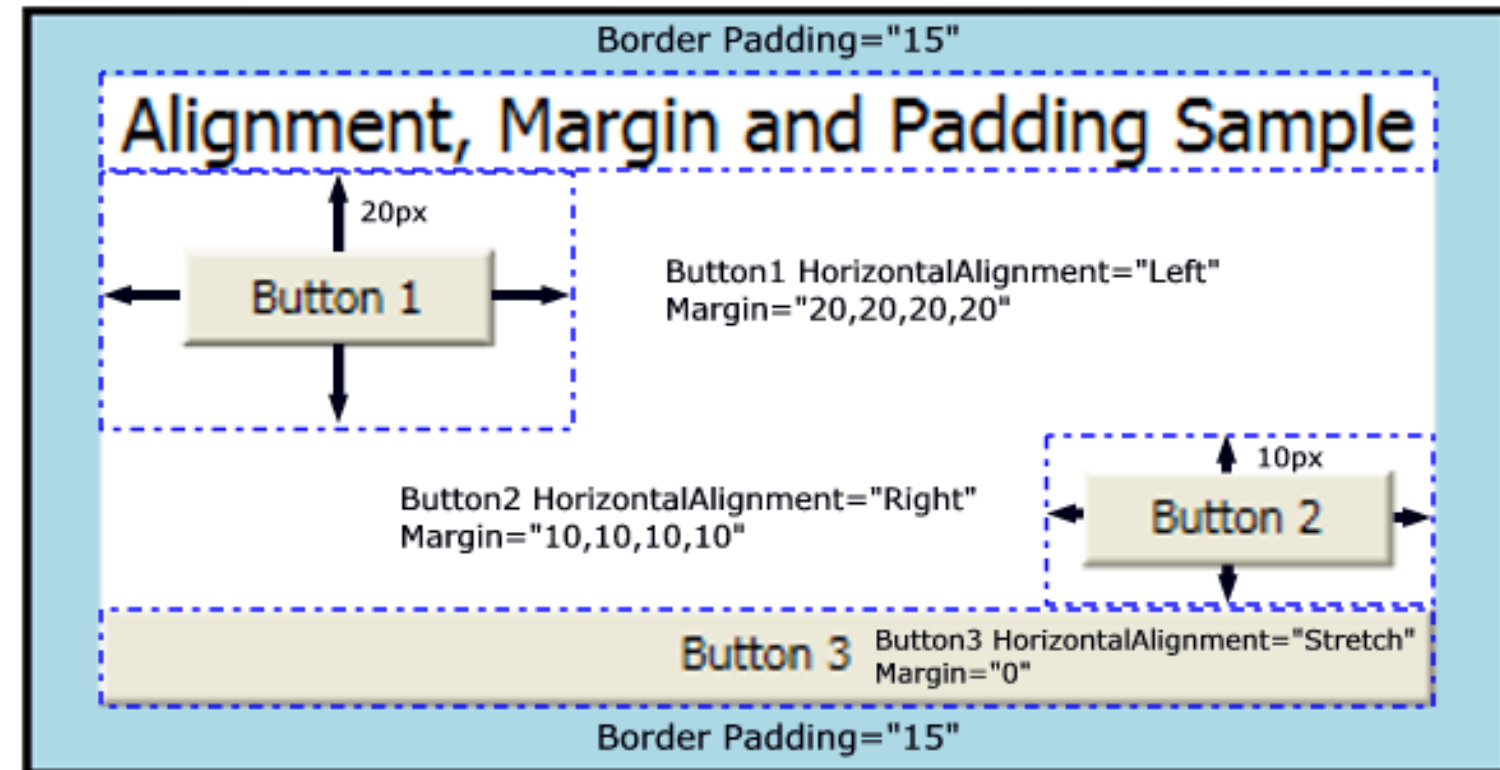 Border Padding="15"
Alignment, Margin and Padding Sample
20px
Button 1
Button1 HorizontalAlignment="Left"
Margin="20,20,20,20"
10px
Button2 HorizontalAlignment="Right"
Margin="10,10,10,10"
Button 2
Button 3
Button3 HorizontalAlignment="Stretch"
Margin="0"
Border Padding="15"